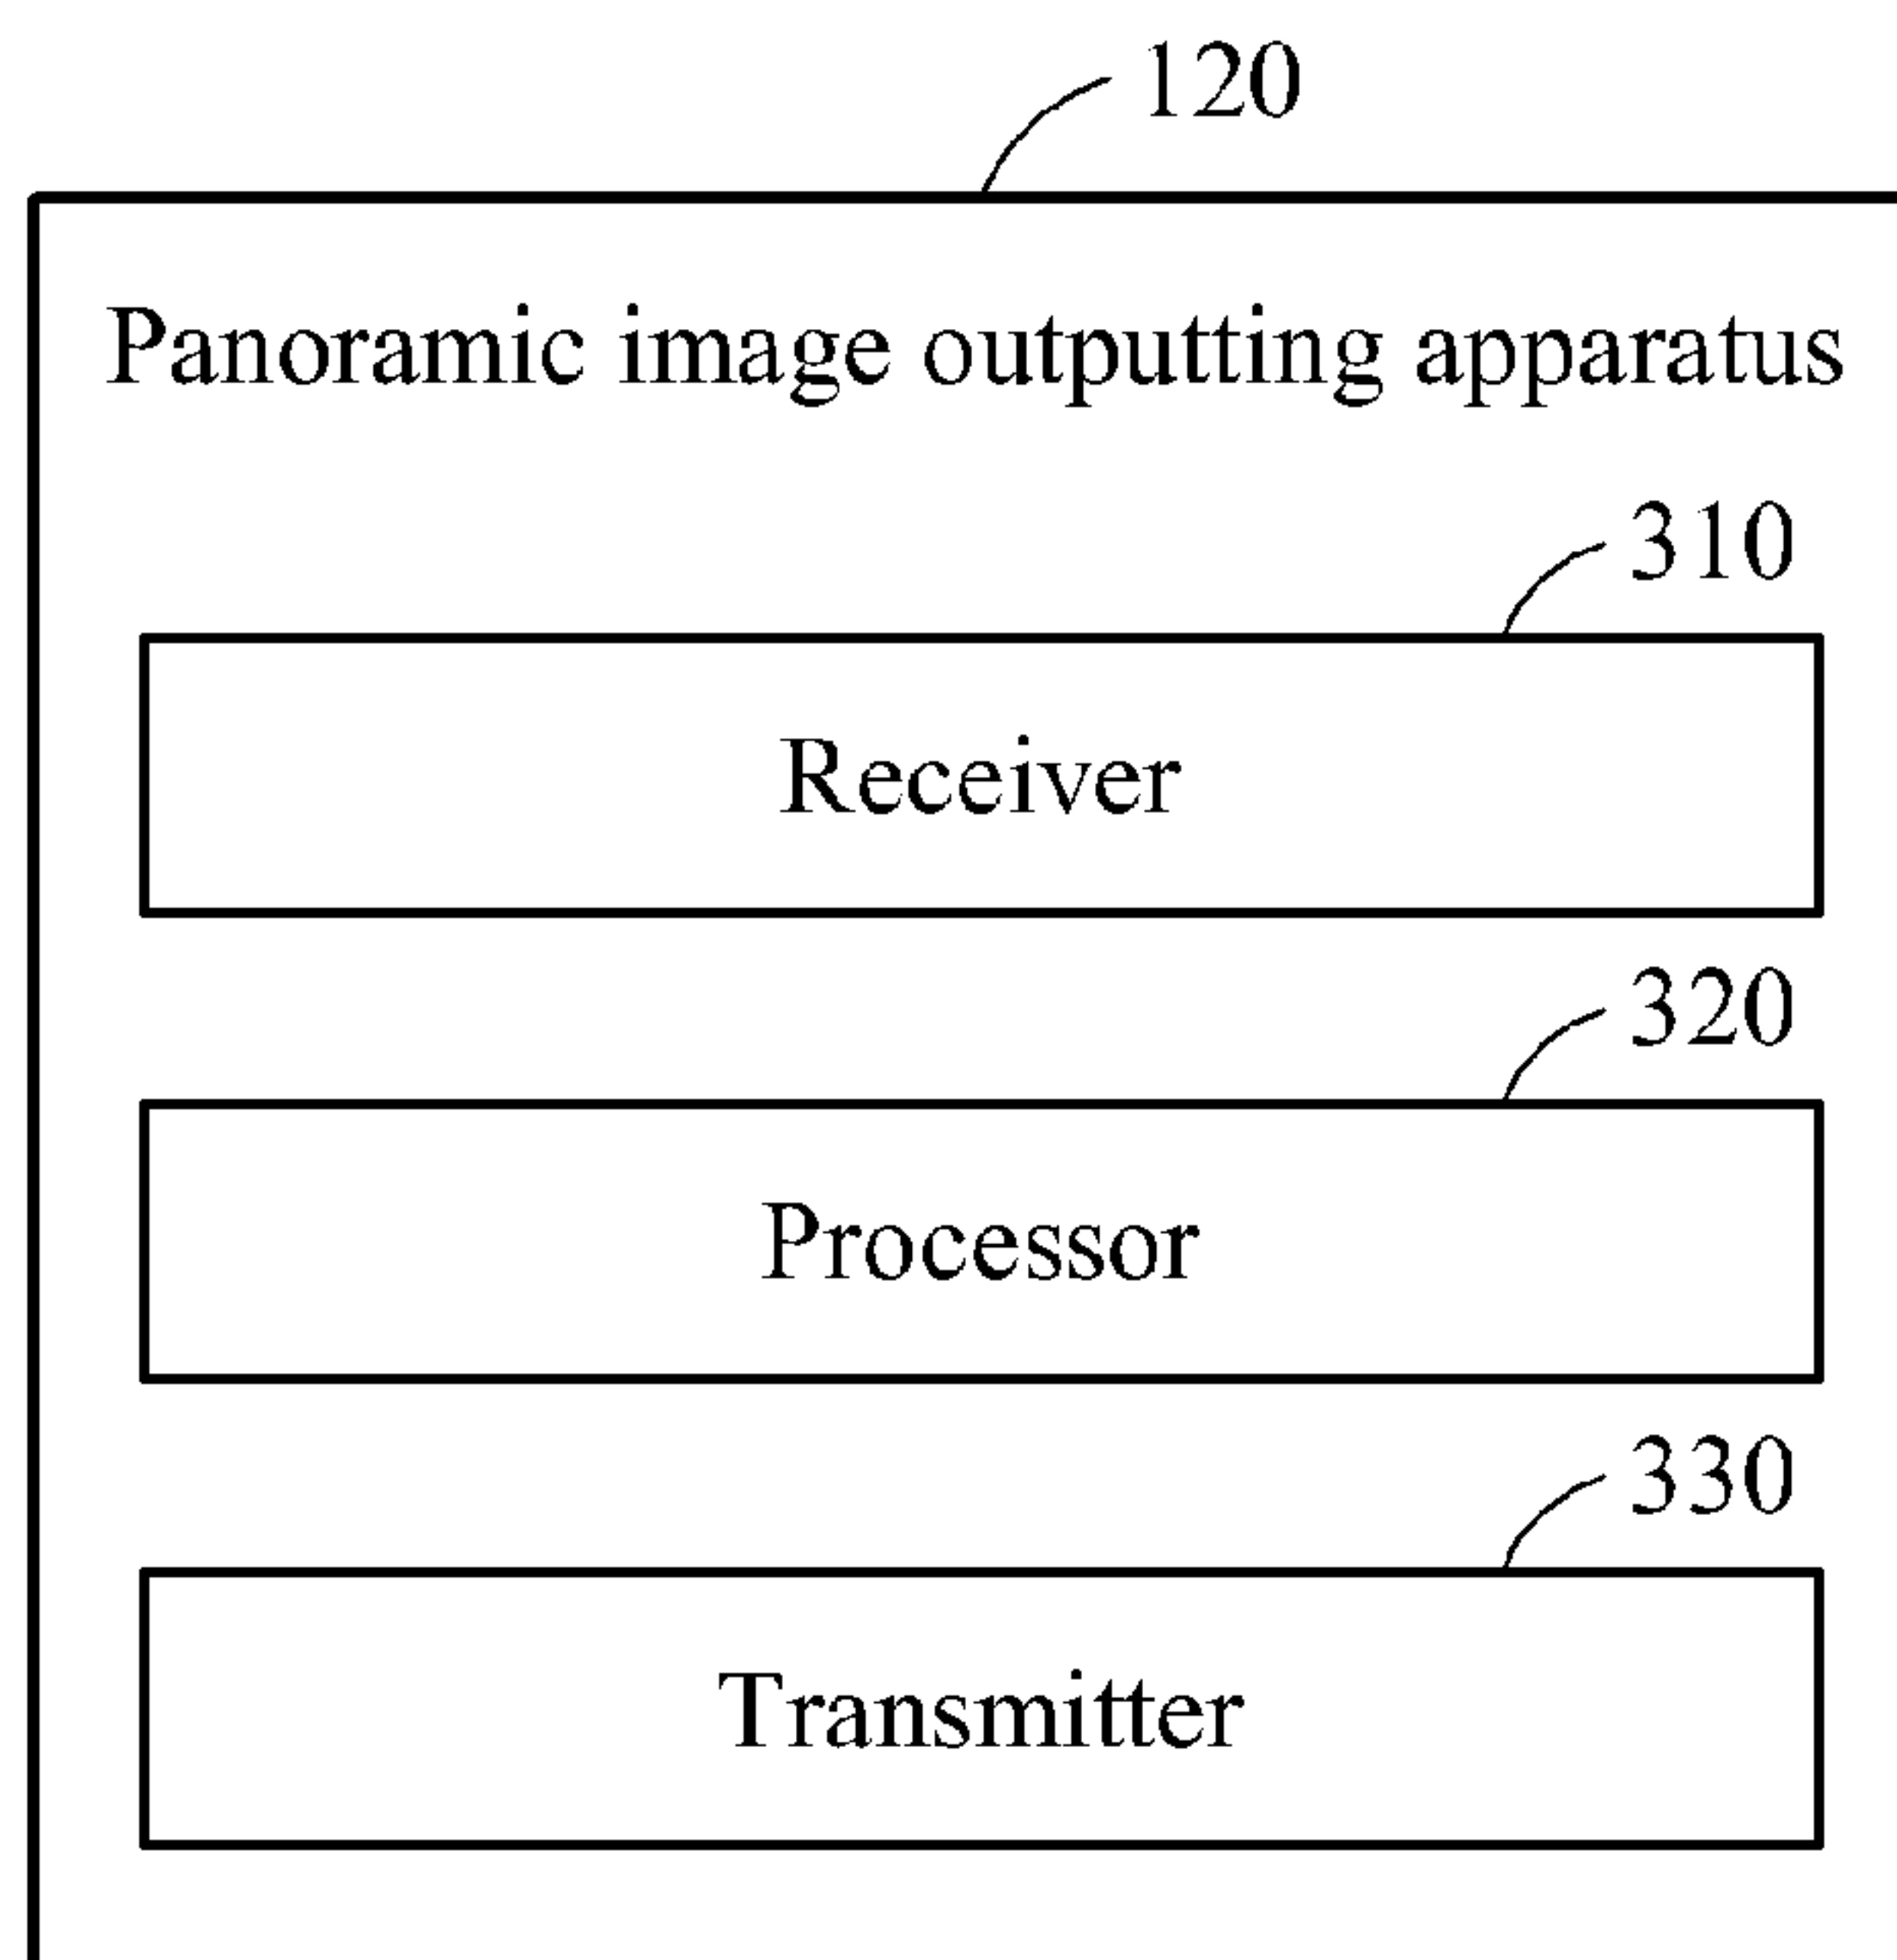 120
Panoramic image outputting apparatus
310
Receiver
320
Processor
330
Transmitter